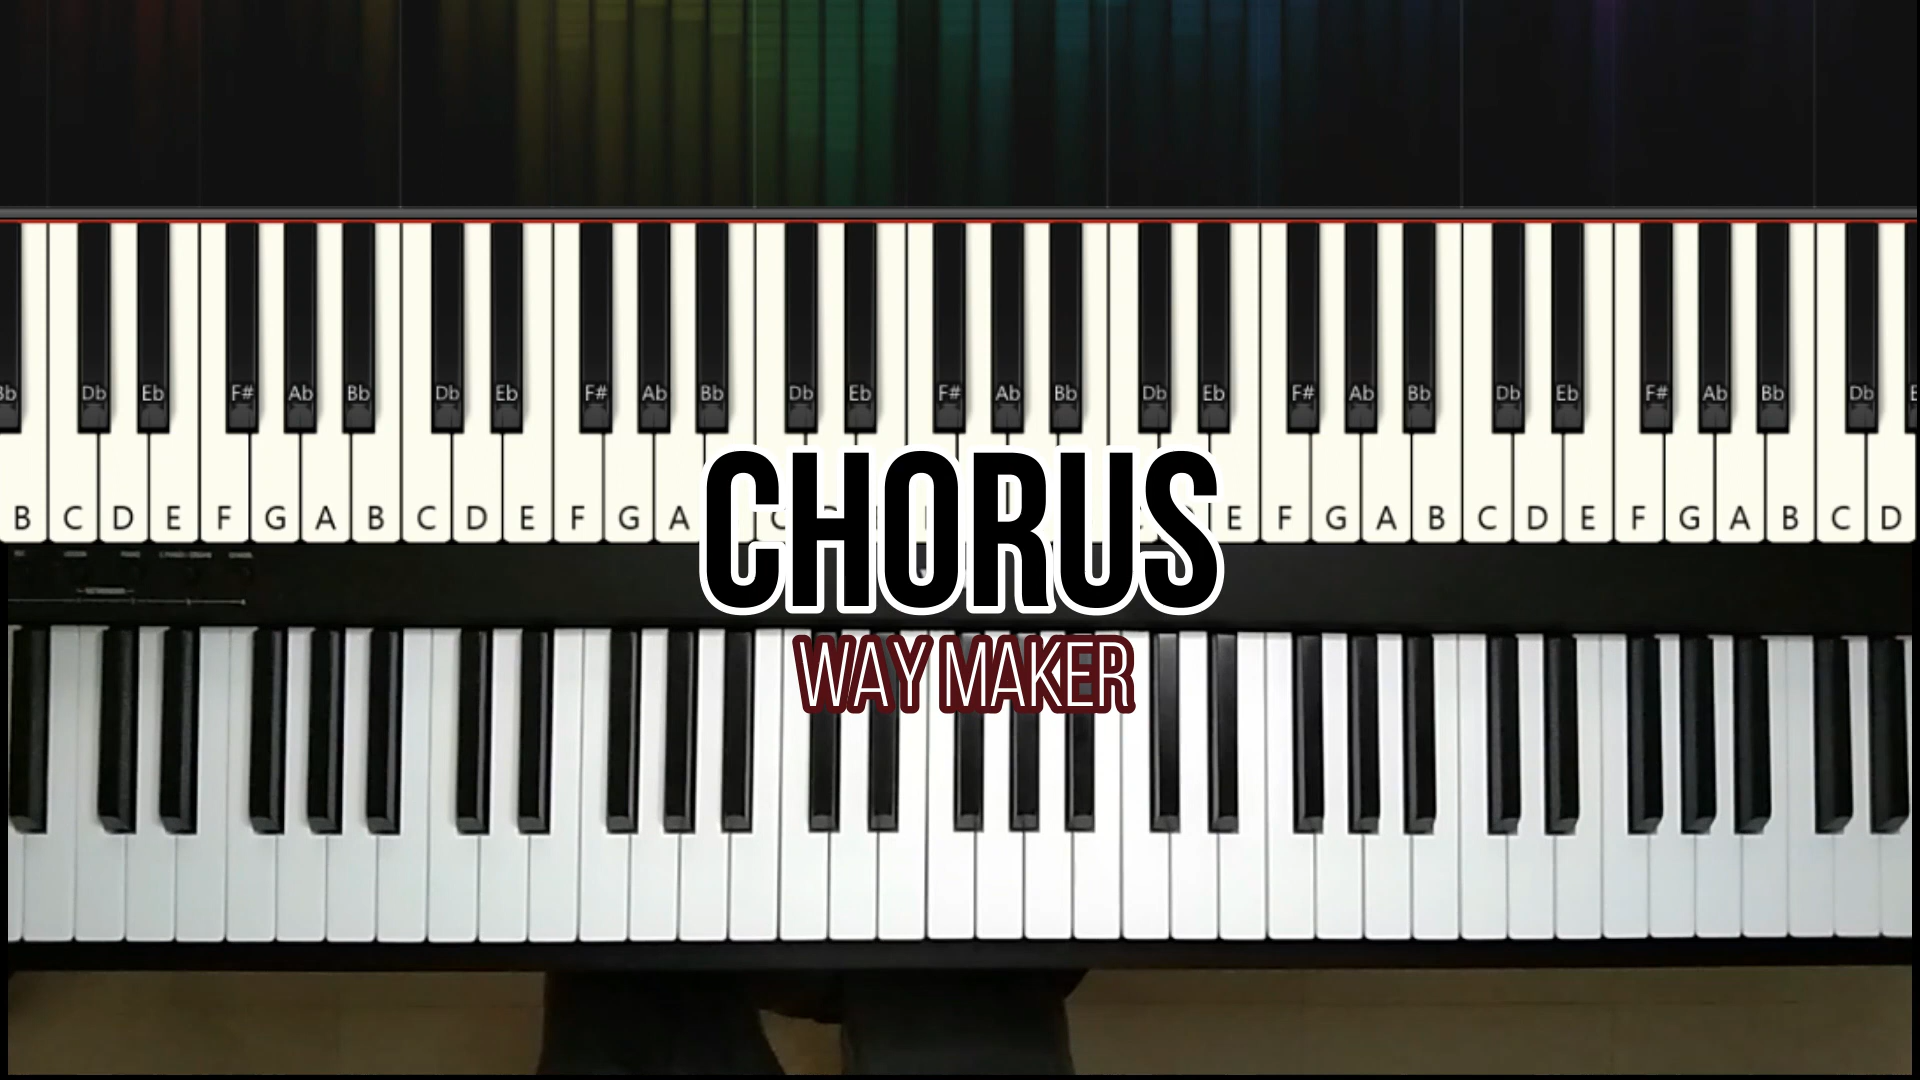 Bb Db Eb F# Ab Bb Db Eb F# Ab Bb Db Eb F# Ab Bb Db Eb F# Ab Bb Db Eb F# Ab Bb Db
B C D E F G A B C D E F G A E F G A B C D E F G A B C D
CHORUS
WAY MAKER